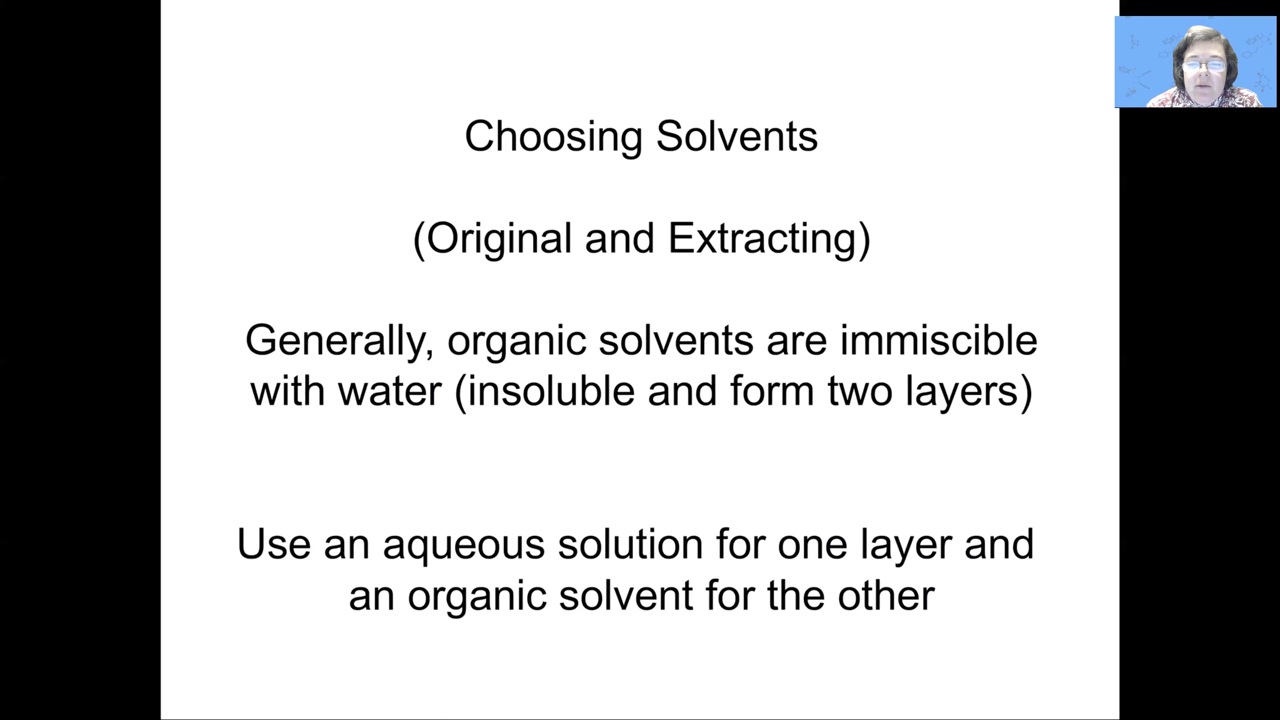 Choosing Solvents
(Original and Extracting)
Generally, organic solvents are immiscible
with water (insoluble and form two layers)
Use an aqueous solution for one layer and
an organic solvent for the other